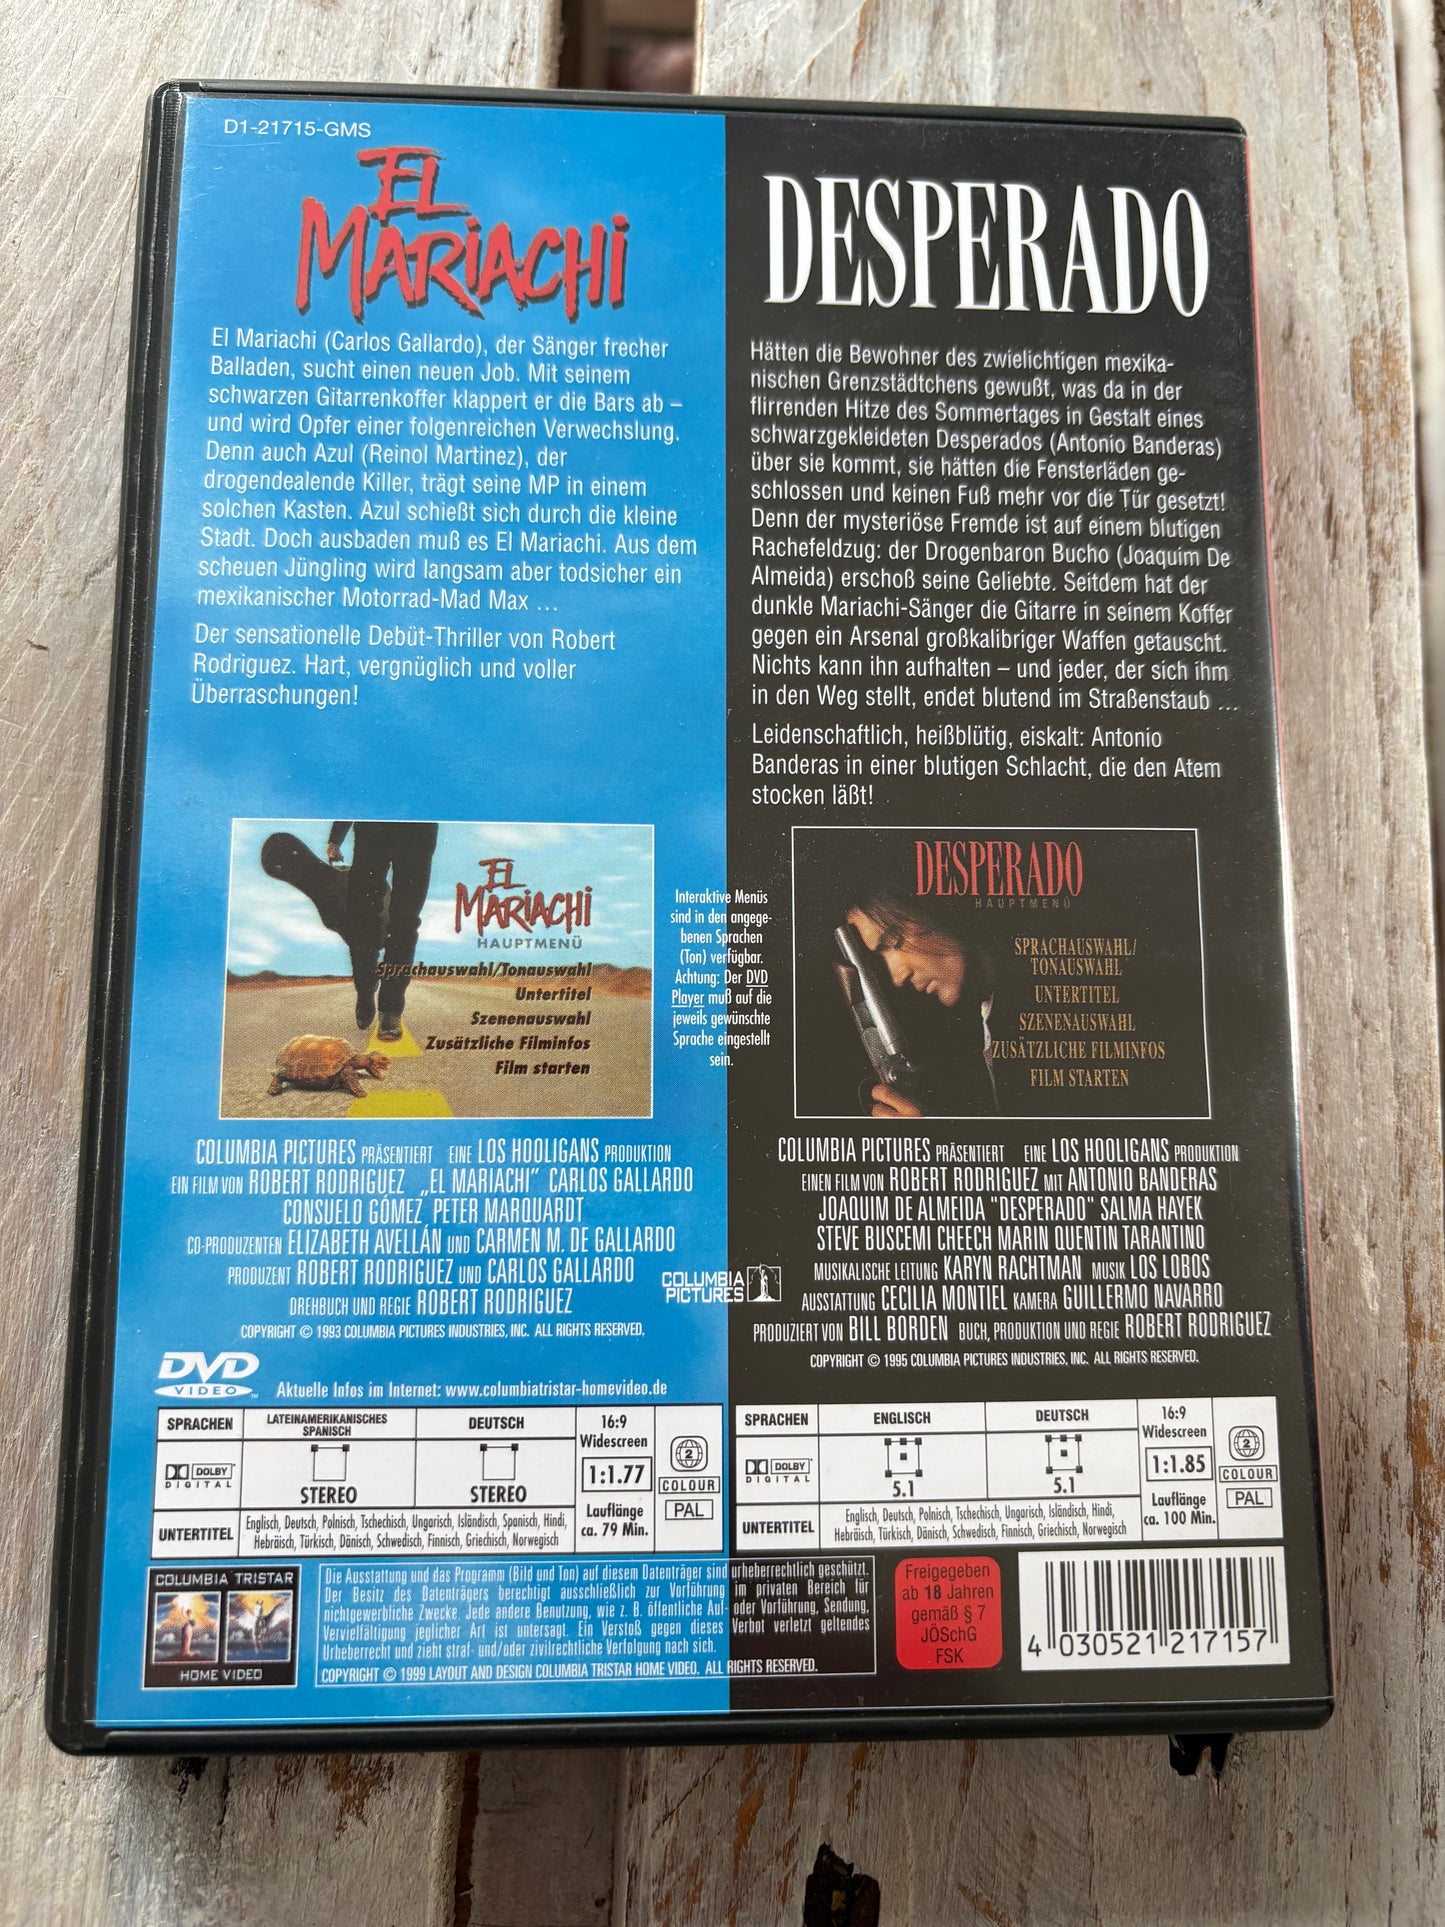 D1-21715-GMS
EL
MARIACHI
El Mariachi (Carlos Gallardo), der Sänger frecher
Balladen, sucht einen neuen Job. Mit seinem
schwarzen Gitarrenkoffer klappert er die Bars ab –
und wird Opfer einer folgenreichen Verwechslung.
Denn auch Azul (Reinol Martinez), der
drogendealende Killer, trägt seine MP in einem
solchen Kasten. Azul schießt sich durch die kleine
Stadt. Doch ausbaden muß es El Mariachi. Aus dem
scheuen Jüngling wird langsam aber todsicher ein
mexikanischer Motorrad-Mad Max ...
Der sensationelle Debüt-Thriller von Robert
Rodriguez. Hart, vergnüglich und voller
Überraschungen!
EL
MARIACHI
HAUPTMENÜ
Sprachauswahl/Tonauswahl
Untertitel
Szenenauswahl
Zusätzliche Filminfos
Film starten
COLUMBIA PICTURES PRÄSENTIERT EINE LOS HOOLIGANS PRODUKTION
EIN FILM VON ROBERT RODRIGUEZ „EL MARIACHI" CARLOS GALLARDO
CONSUELO GÓMEZ PETER MARQUARDT
CO-PRODUZENTEN ELIZABETH AVELLÁN UND CARMEN M. DE GALLARDO
PRODUZENT ROBERT RODRIGUEZ UND CARLOS GALLARDO
DREHBUCH UND REGIE ROBERT RODRIGUEZ
COPYRIGHT © 1993 COLUMBIA PICTURES INDUSTRIES, INC. ALL RIGHTS RESERVED.
DVD
VIDEO
Aktuelle Infos im Internet: www.columbiatristar-homevideo.de
DESPERADO
Hätten die Bewohner des zwielichtigen mexika-
nischen Grenzstädtchens gewußt, was da in der
flirrenden Hitze des Sommertages in Gestalt eines
schwarzgekleideten Desperados (Antonio Banderas)
über sie kommt, sie hätten die Fensterläden ge-
schlossen und keinen Fuß mehr vor die Tür gesetzt!
Denn der mysteriöse Fremde ist auf einem blutigen
Rachefeldzug: der Drogenbaron Bucho (Joaquim De
Almeida) erschoß seine Geliebte. Seitdem hat der
dunkle Mariachi-Sänger die Gitarre in seinem Koffer
gegen ein Arsenal großkalibriger Waffen getauscht.
Nichts kann ihn aufhalten – und jeder, der sich ihm
in den Weg stellt, endet blutend im Straßenstaub ...
Leidenschaftlich, heißblütig, eiskalt: Antonio
Banderas in einer blutigen Schlacht, die den Atem
stocken läßt!
Interaktive Menüs
sind in den angege-
benen Sprachen
(Ton) verfügbar.
Achtung: Der DVD
Player muß auf die
jeweils gewünschte
Sprache eingestellt
sein.
DESPERADO
HAUPTMENÜ
SPRACHAUSWAHL/
TONAUSWAHL
UNTERTITEL
SZENENAUSWAHL
ZUSÄTZLICHE FILMINFOS
FILM STARTEN
COLUMBIA
PICTURES
COLUMBIA PICTURES PRÄSENTIERT EINE LOS HOOLIGANS PRODUKTION
EINEN FILM VON ROBERT RODRIGUEZ MIT ANTONIO BANDERAS
JOAQUIM DE ALMEIDA "DESPERADO" SALMA HAYEK
STEVE BUSCEMI CHEECH MARIN QUENTIN TARANTINO
MUSIKALISCHE LEITUNG KARYN RACHTMAN MUSIK LOS LOBOS
AUSSTATTUNG CECILIA MONTIEL KAMERA GUILLERMO NAVARRO
PRODUZIERT VON BILL BORDEN BUCH, PRODUKTION UND REGIE ROBERT RODRIGUEZ
COPYRIGHT © 1995 COLUMBIA PICTURES INDUSTRIES, INC. ALL RIGHTS RESERVED.
SPRACHEN
LATEINAMERIKANISCHES
SPANISCH
DEUTSCH
16:9
Widescreen
DOLBY
DIGITAL
STEREO
STEREO
1:1.77
Lauflänge
ca. 79 Min.
2
COLOUR
PAL
UNTERTITEL
Englisch, Deutsch, Polnisch, Tschechisch, Ungarisch, Isländisch, Spanisch, Hindi,
Hebräisch, Türkisch, Dänisch, Schwedisch, Finnisch, Griechisch, Norwegisch
SPRACHEN
ENGLISCH
DEUTSCH
16:9
Widescreen
DOLBY
DIGITAL
5.1
5.1
1:1.85
Lauflänge
ca. 100 Min.
2
COLOUR
PAL
UNTERTITEL
Englisch, Deutsch, Polnisch, Tschechisch, Ungarisch, Isländisch, Hindi,
Hebräisch, Türkisch, Dänisch, Schwedisch, Finnisch, Griechisch, Norwegisch
COLUMBIA TRISTAR
HOME VIDEO
Die Ausstattung und das Programm (Bild und Ton) auf diesem Datenträger sind urheberrechtlich geschützt.
Der Besitz des Datenträgers berechtigt ausschließlich zur Vorführung im privaten Bereich für
nichtgewerbliche Zwecke. Jede andere Benutzung, wie z. B. öffentliche Auf- oder Vorführung, Sendung,
Vervielfältigung jeglicher Art ist untersagt. Ein Verstoß gegen dieses Verbot verletzt geltendes
Urheberrecht und zieht straf- und/oder zivilrechtliche Verfolgung nach sich.
COPYRIGHT © 1999 LAYOUT AND DESIGN COLUMBIA TRISTAR HOME VIDEO. ALL RIGHTS RESERVED.
Freigegeben
ab 18 Jahren
gemäß § 7
JÖSchG
FSK
4 030521 217157